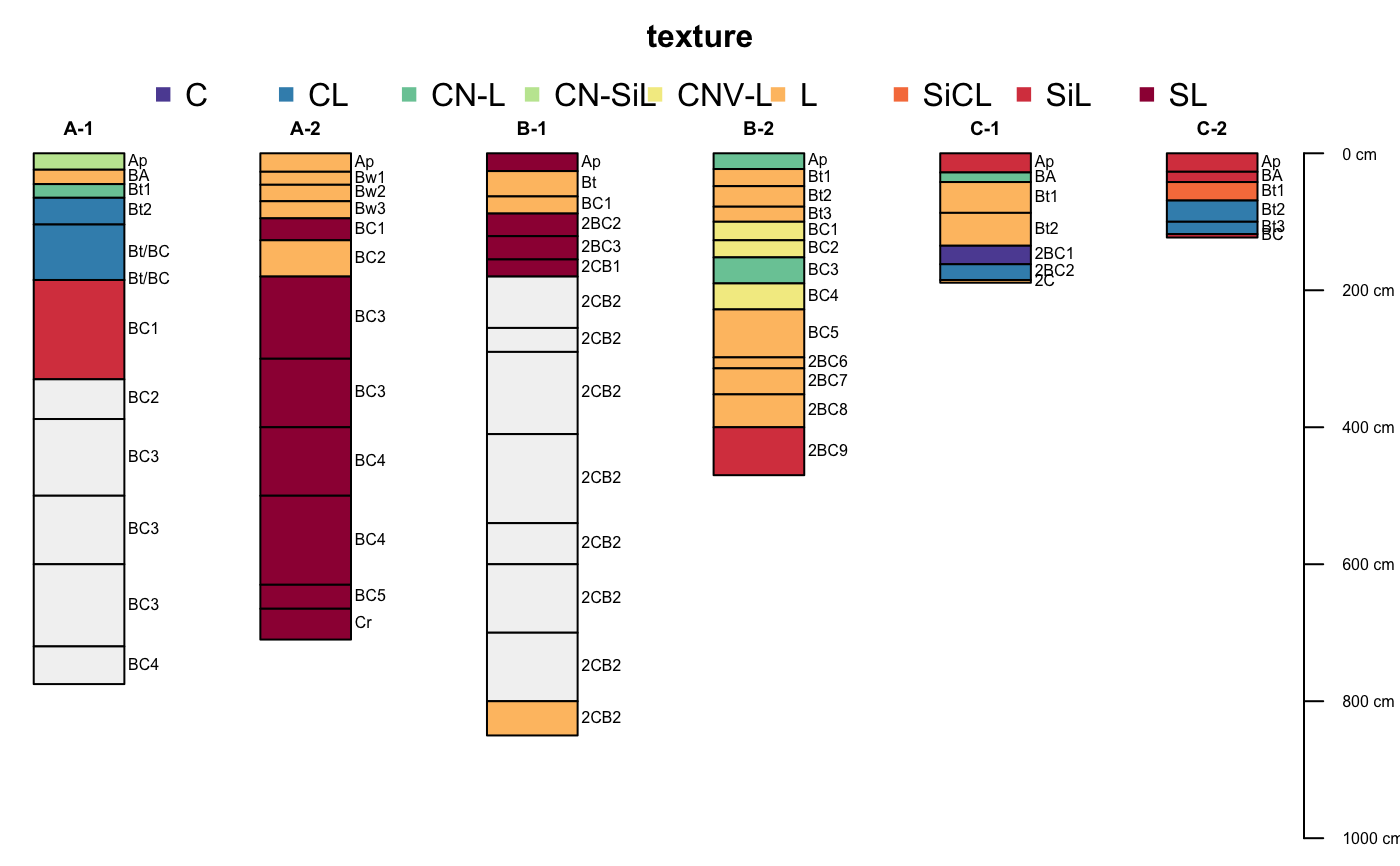 texture
C CL CN-L CN-SiL CNV-L L SiCL SiL SL
A-1 A-2 B-1 B-2 C-1 C-2
Ap
BA
Bt1
Bt2
Bt/BC
Bt/BC
BC1
BC2
BC3
BC3
BC3
BC4
Ap
Bw1
Bw2
Bw3
BC1
BC2
BC3
BC3
BC4
BC4
BC5
Cr
Ap
Bt
BC1
2BC2
2BC3
2CB1
2CB2
2CB2
2CB2
2CB2
2CB2
2CB2
2CB2
2CB2
Ap
Bt1
Bt2
Bt3
BC1
BC2
BC3
BC4
BC5
2BC6
2BC7
2BC8
2BC9
Ap
BA
Bt1
Bt2
2BC1
2BC2
2C
Ap
BA
Bt1
Bt2
Bt3
BC
0 cm
200 cm
400 cm
600 cm
800 cm
1000 cm